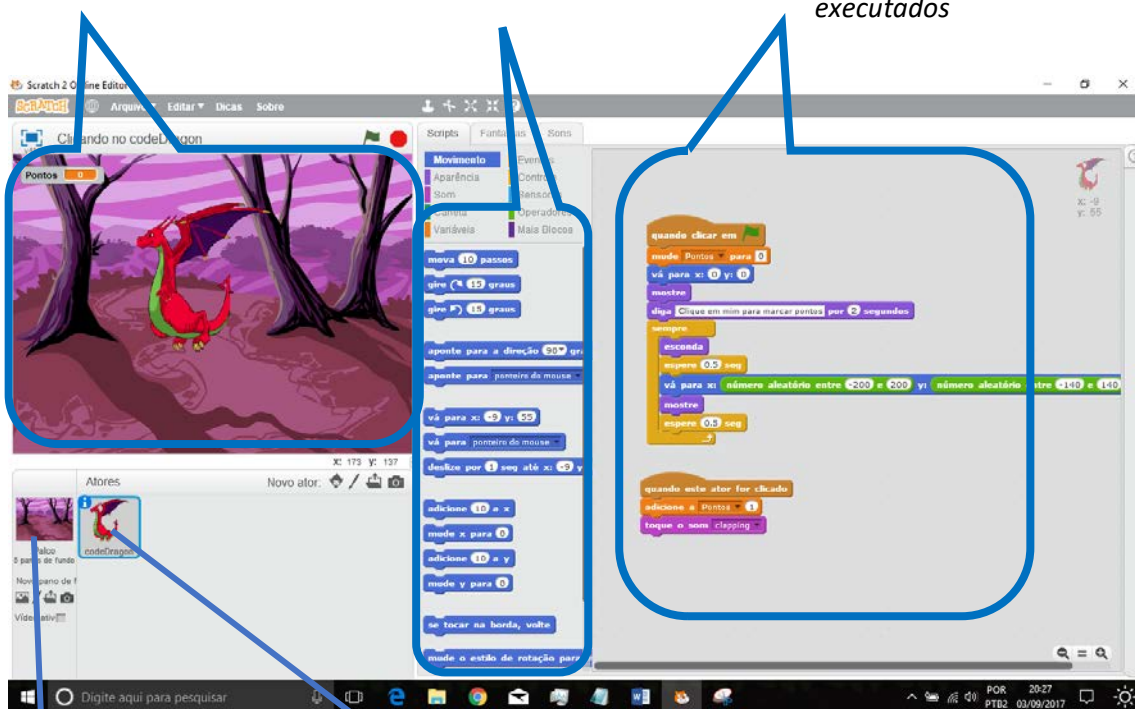 executados
Scratch 2 Offline Editor
SCRATCH Arquivo Editar Dicas Sobre
Clicando no codeDragon
Pontos 0
X: 173 Y: 137
Atores
Novo ator:
Palco
codeDragon
Scripts Fantasias Sons
Movimento Eventos
Aparência Controle
Som Sensores
Caneta Operadores
Variáveis Mais Blocos
mova 10 passos
gire 15 graus
gire 15 graus
aponte para a direção 90 gra
aponte para ponteiro do mouse
vá para x: -9 y: 55
vá para ponteiro do mouse
deslize por 1 seg até x: -9 y
adicione 10 a x
mude x para 0
adicione 10 a y
mude y para 0
se tocar na borda, volte
mude o estilo de rotação para
x: -9
y: 55
quando clicar em
mude Pontos para 0
vá para x: 0 y: 0
mostre
diga Clique em mim para marcar pontos por 2 segundos
sempre
esconda
espere 0.5 seg
vá para x: número aleatório entre -200 e 200 y: número aleatório entre -140 e 140
mostre
espere 0.5 seg
quando este ator for clicado
adicione a Pontos 1
toque o som clapping
Digite aqui para pesquisar
POR
PTB2
20:27
03/09/2017